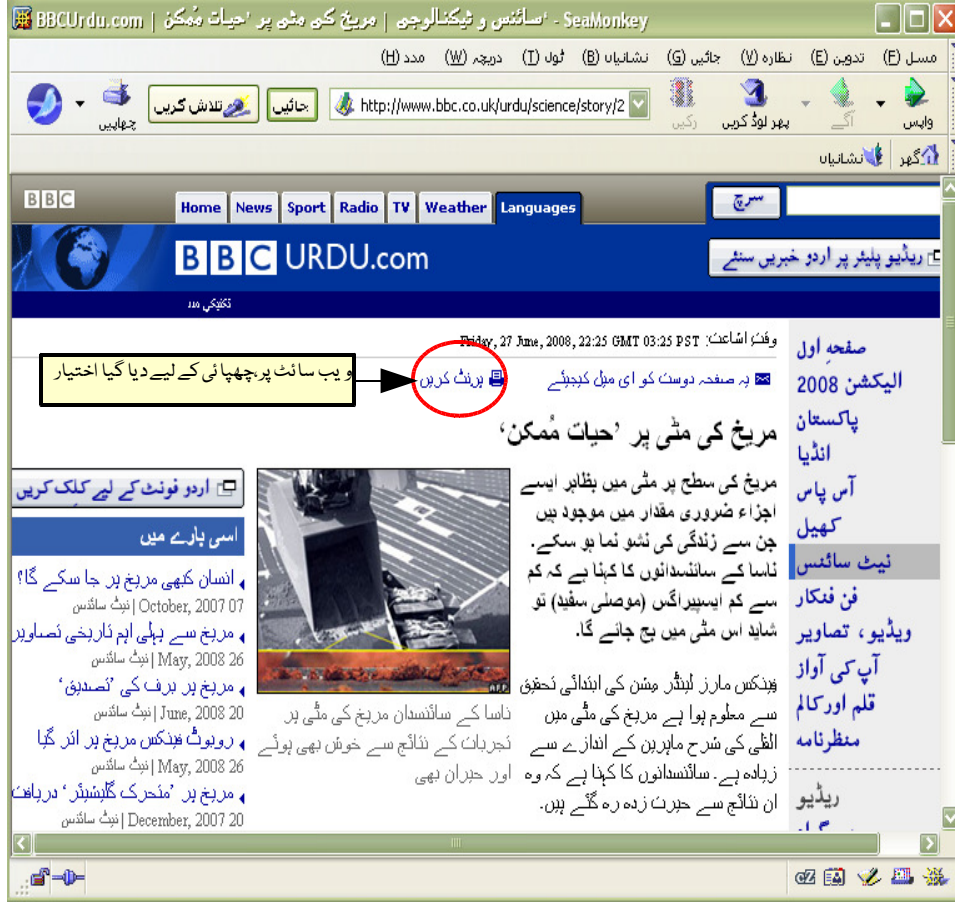 BBCUrdu.com | سائنس و ٹیکنالوجی | مریخ کی مٹی پر ’حیات مُمکن‘ - SeaMonkey
مسل (F) تدوین (E) نظارہ (V) جائیں (G) نشانیاں (B) ٹول (T) دریچہ (W) مدد (H)
واپس آگے پھر لوڈ کریں رکیں http://www.bbc.co.uk/urdu/science/story/2 جائیں تلاش کریں چھاپیں
گھر نشانیاں
BBC
Home News Sport Radio TV Weather Languages
سرچ
BBC URDU.com
ریڈیو پلیئر پر اردو خبریں سنئے
تکنیکی مدد
وقتِ اشاعت: Friday, 27 June, 2008, 22:25 GMT 03:25 PST
یہ صفحہ دوست کو ای میل کیجیئے پرنٹ کریں
ویب سائٹ پر چھپائی کے لیے دیا گیا اختیار
مریخ کی مٹی پر ’حیات مُمکن‘
مریخ کی سطح پر مٹی میں بظاہر ایسے
اجزاء ضروری مقدار میں موجود ہیں
جن سے زندگی کی نشو نما ہو سکے۔
ناسا کے سائنسدانوں کا کہنا ہے کہ کم
سے کم ایسپیراگس (موصلی سفید) تو
شاید اس مٹی میں بچ جائے گا۔
فینکس مارز لینڈر مِشن کی ابتدائی تحقیق
سے معلوم ہوا ہے مریخ کی مٹی میں
القلی کی شرح ماہرین کے اندازے سے
زیادہ ہے۔ سائنسدانوں کا کہنا ہے کہ وہ
ان نتائج سے حیرت زدہ رہ گئے ہیں۔
AFP
ناسا کے سائنسدان مریخ کی مٹی پر
تجربات کے نتائج سے خوش بھی ہوئے
اور حیران بھی
صفحہ اول
الیکشن 2008
پاکستان
انڈیا
آس پاس
کھیل
نیٹ سائنس
فن فنکار
ویڈیو، تصاویر
آپ کی آواز
قلم اور کالم
منظرنامہ
ریڈیو
اردو فونٹ کے لیے کلک کریں
اسی بارے میں
انسان کبھی مریخ پر جا سکے گا؟
07 October, 2007 | نیٹ سائنس
مریخ سے پہلی اہم تاریخی تصاویر
26 May, 2008 | نیٹ سائنس
مریخ پر برف کی ’تصدیق‘
20 June, 2008 | نیٹ سائنس
روبوٹ فینکس مریخ پر اتر گیا
26 May, 2008 | نیٹ سائنس
مریخ پر ’متحرک گلیشیئر‘ دریافت
20 December, 2007 | نیٹ سائنس